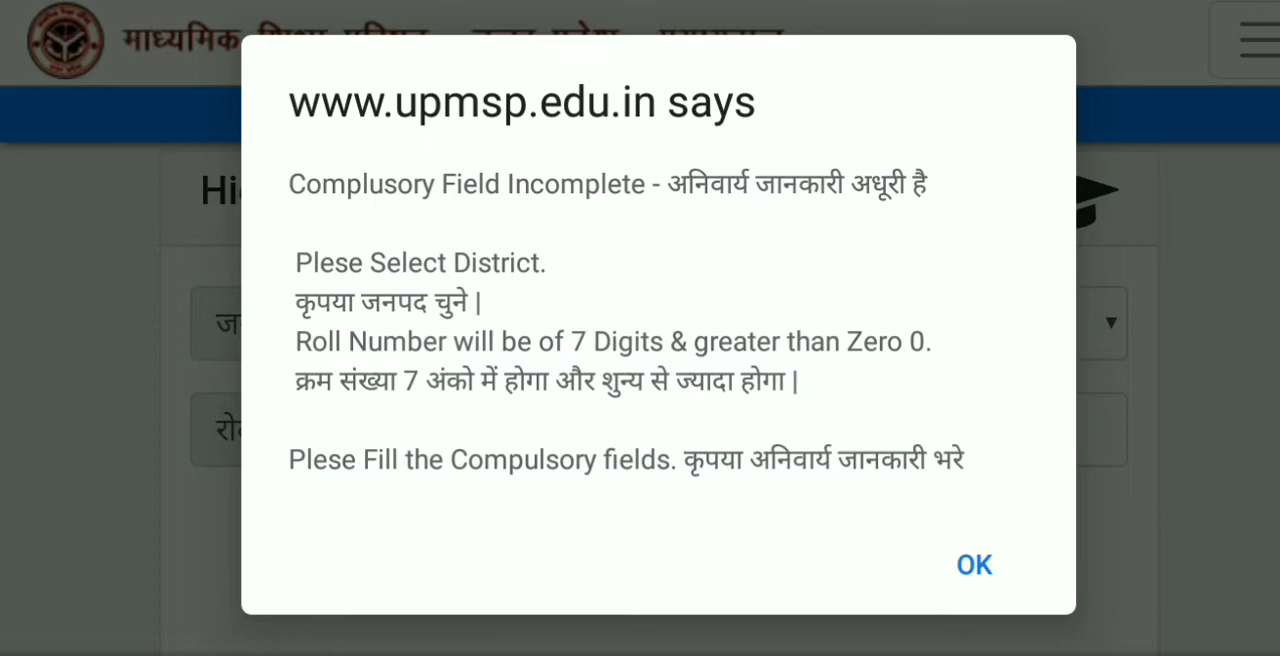 माध्यमिक
www.upmsp.edu.in says
Complusory Field Incomplete - अनिवार्य जानकारी अधूरी है
Plese Select District.
कृपया जनपद चुने |
Roll Number will be of 7 Digits & greater than Zero 0.
क्रम संख्या 7 अंको में होगा और शुन्य से ज्यादा होगा |
Plese Fill the Compulsory fields. कृपया अनिवार्य जानकारी भरे
OK